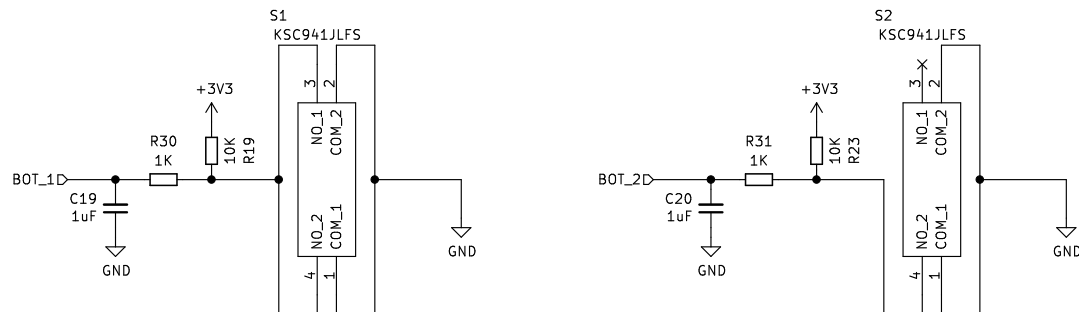 S1
KSC941JLFS
3
2
+3V3
NO_1
COM_2
R30
1K
10K
R19
BOT_1
C19
1uF
NO_2
COM_1
GND
GND
4
1
S2
KSC941JLFS
3
2
+3V3
NO_1
COM_2
R31
1K
10K
R23
BOT_2
C20
1uF
NO_2
COM_1
GND
GND
4
1